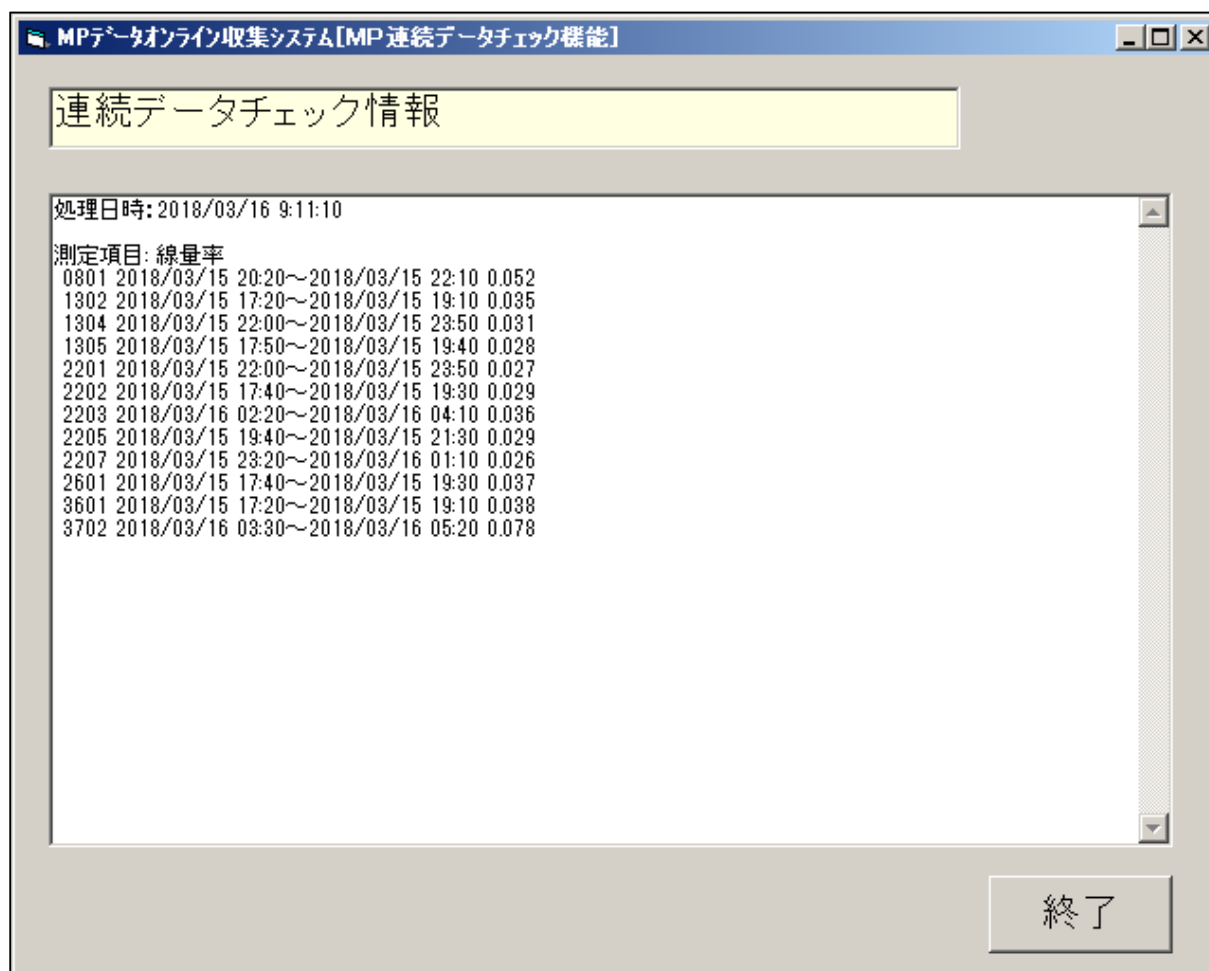 MPﾃﾞｰﾀｵﾝﾗｲﾝ収集ｼｽﾃﾑ[MP連続データチェック機能]
連続データチェック情報
処理日時:2018/03/16 9:11:10
測定項目:線量率
0801 2018/03/15 20:20～2018/03/15 22:10 0.052
1302 2018/03/15 17:20～2018/03/15 19:10 0.035
1304 2018/03/15 22:00～2018/03/15 23:50 0.031
1305 2018/03/15 17:50～2018/03/15 19:40 0.028
2201 2018/03/15 22:00～2018/03/15 23:50 0.027
2202 2018/03/15 17:40～2018/03/15 19:30 0.029
2203 2018/03/16 02:20～2018/03/16 04:10 0.036
2205 2018/03/15 19:40～2018/03/15 21:30 0.029
2207 2018/03/15 23:20～2018/03/16 01:10 0.026
2601 2018/03/15 17:40～2018/03/15 19:30 0.037
3601 2018/03/15 17:20～2018/03/15 19:10 0.038
3702 2018/03/16 03:30～2018/03/16 05:20 0.078
終了